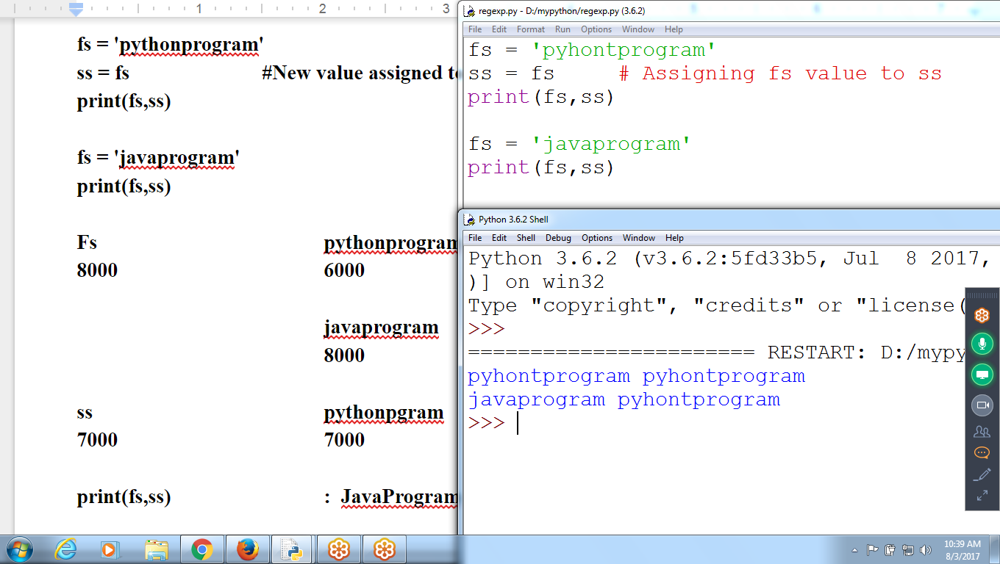 1 2 3
fs = 'pythonprogram'
ss = fs #New value assigned to
print(fs,ss)
fs = 'javaprogram'
print(fs,ss)
Fs pythonprogram
8000 6000
javaprogram
8000
ss pythonpgram
7000 7000
print(fs,ss) : JavaProgram
regexp.py - D:/mypython/regexp.py (3.6.2)
File Edit Format Run Options Window Help
fs = 'pyhontprogram'
ss = fs # Assigning fs value to ss
print(fs,ss)
fs = 'javaprogram'
print(fs,ss)
Python 3.6.2 Shell
File Edit Shell Debug Options Window Help
Python 3.6.2 (v3.6.2:5fd33b5, Jul 8 2017,
)] on win32
Type "copyright", "credits" or "license(
>>>
======================= RESTART: D:/mypy
pyhontprogram pyhontprogram
javaprogram pyhontprogram
>>>
10:39 AM
8/3/2017